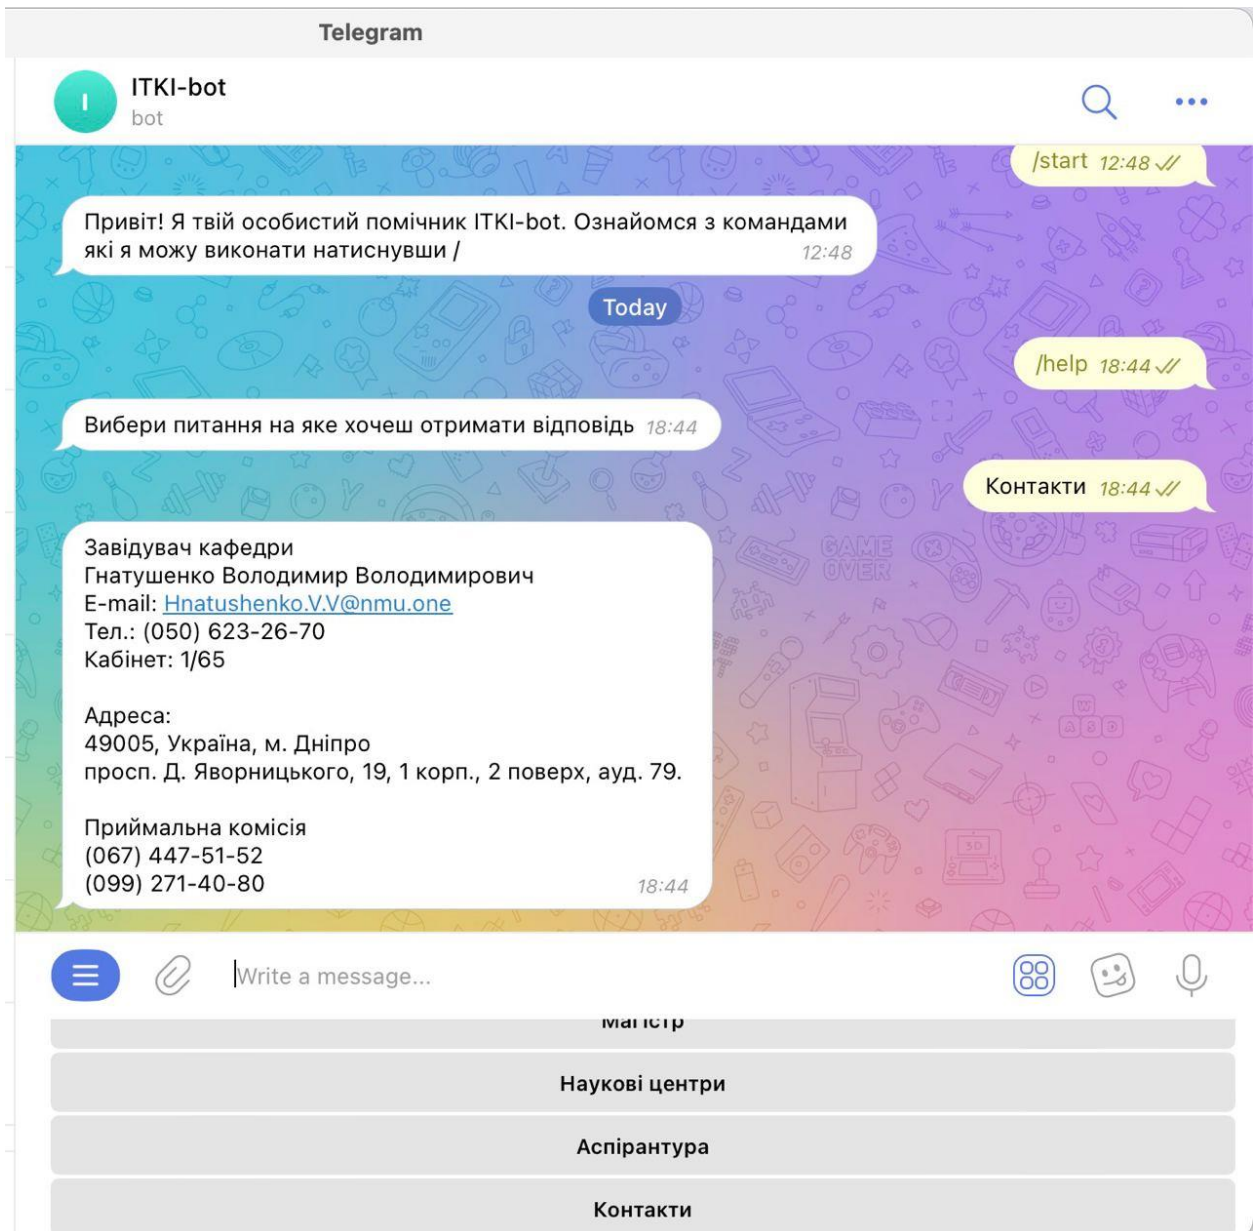 Telegram
ITKI-bot
bot
/start 12:48
Привіт! Я твій особистий помічник ITKI-bot. Ознайомся з командами
які я можу виконати натиснувши / 12:48
Today
/help 18:44
Вибери питання на яке хочеш отримати відповідь 18:44
Контакти 18:44
GAME
OVER
Завідувач кафедри
Гнатушенко Володимир Володимирович
E-mail: Hnatushenko.V.V@nmu.one
Тел.: (050) 623-26-70
Кабінет: 1/65
W
A S D
Адреса:
49005, Україна, м. Дніпро
просп. Д. Яворницького, 19, 1 корп., 2 поверх, ауд. 79.
Приймальна комісія
(067) 447-51-52
3D
(099) 271-40-80 18:44
Write a message...
Магістр
Наукові центри
Аспірантура
Контакти